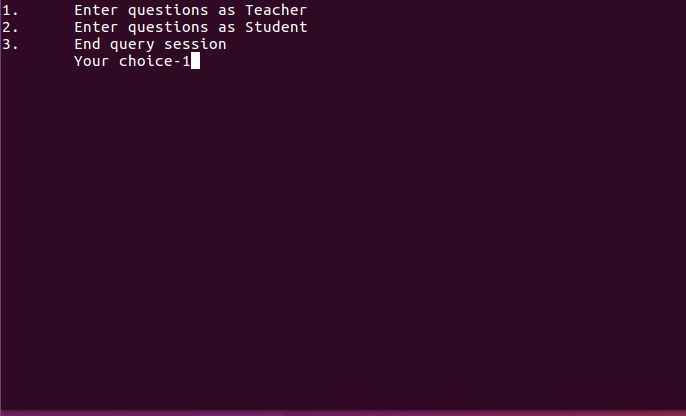 1. Enter questions as Teacher
2. Enter questions as Student
3. End query session
Your choice-1